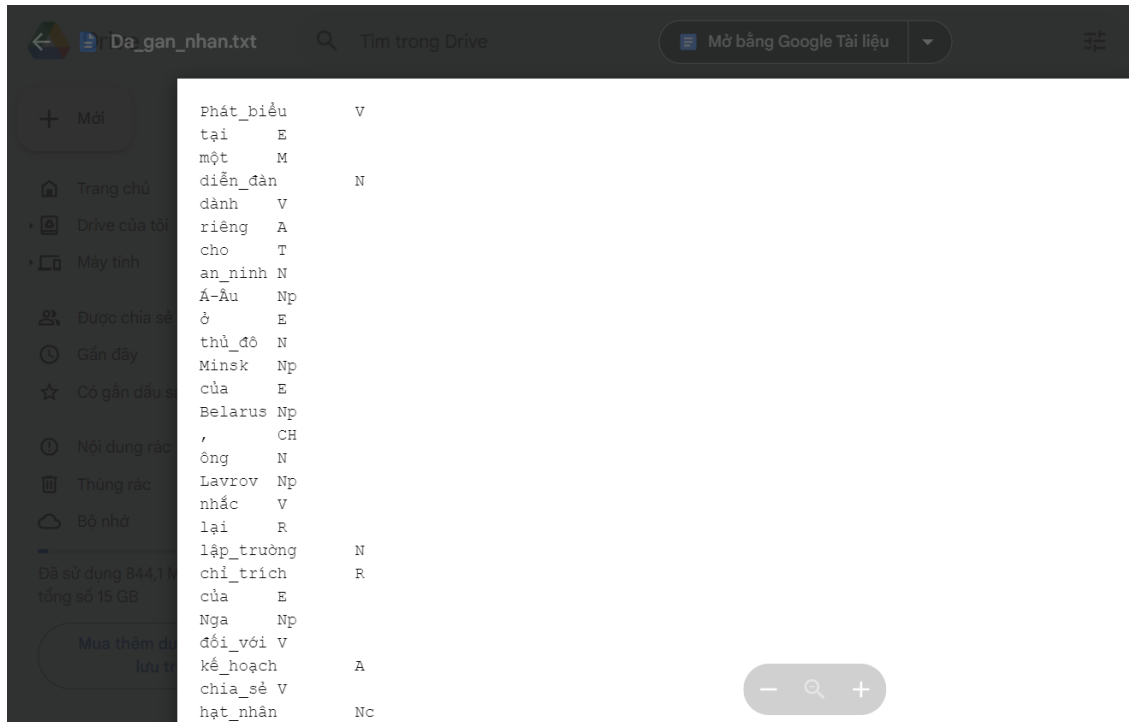 Da_gan_nhan.txt
Tìm trong Drive
Mở bằng Google Tài liệu
Mới
Trang chủ
Drive của tôi
Máy tính
Được chia sẻ
Gần đây
Có gắn dấu
Nội dung rác
Thùng rác
Bộ nhớ
Đã sử dụng 844,1
tổng số 15 GB
Mua thêm
lưu
Phát_biểu V
tại E
một M
diễn_đàn N
dành V
riêng A
cho T
an_ninh N
Á-Âu Np
ở E
thủ_đô N
Minsk Np
của E
Belarus Np
, CH
ông N
Lavrov Np
nhắc V
lại R
lập_trường N
chỉ_trích R
của E
Nga Np
đối_với V
kế_hoạch A
chia_sẻ V
hạt_nhân Nc